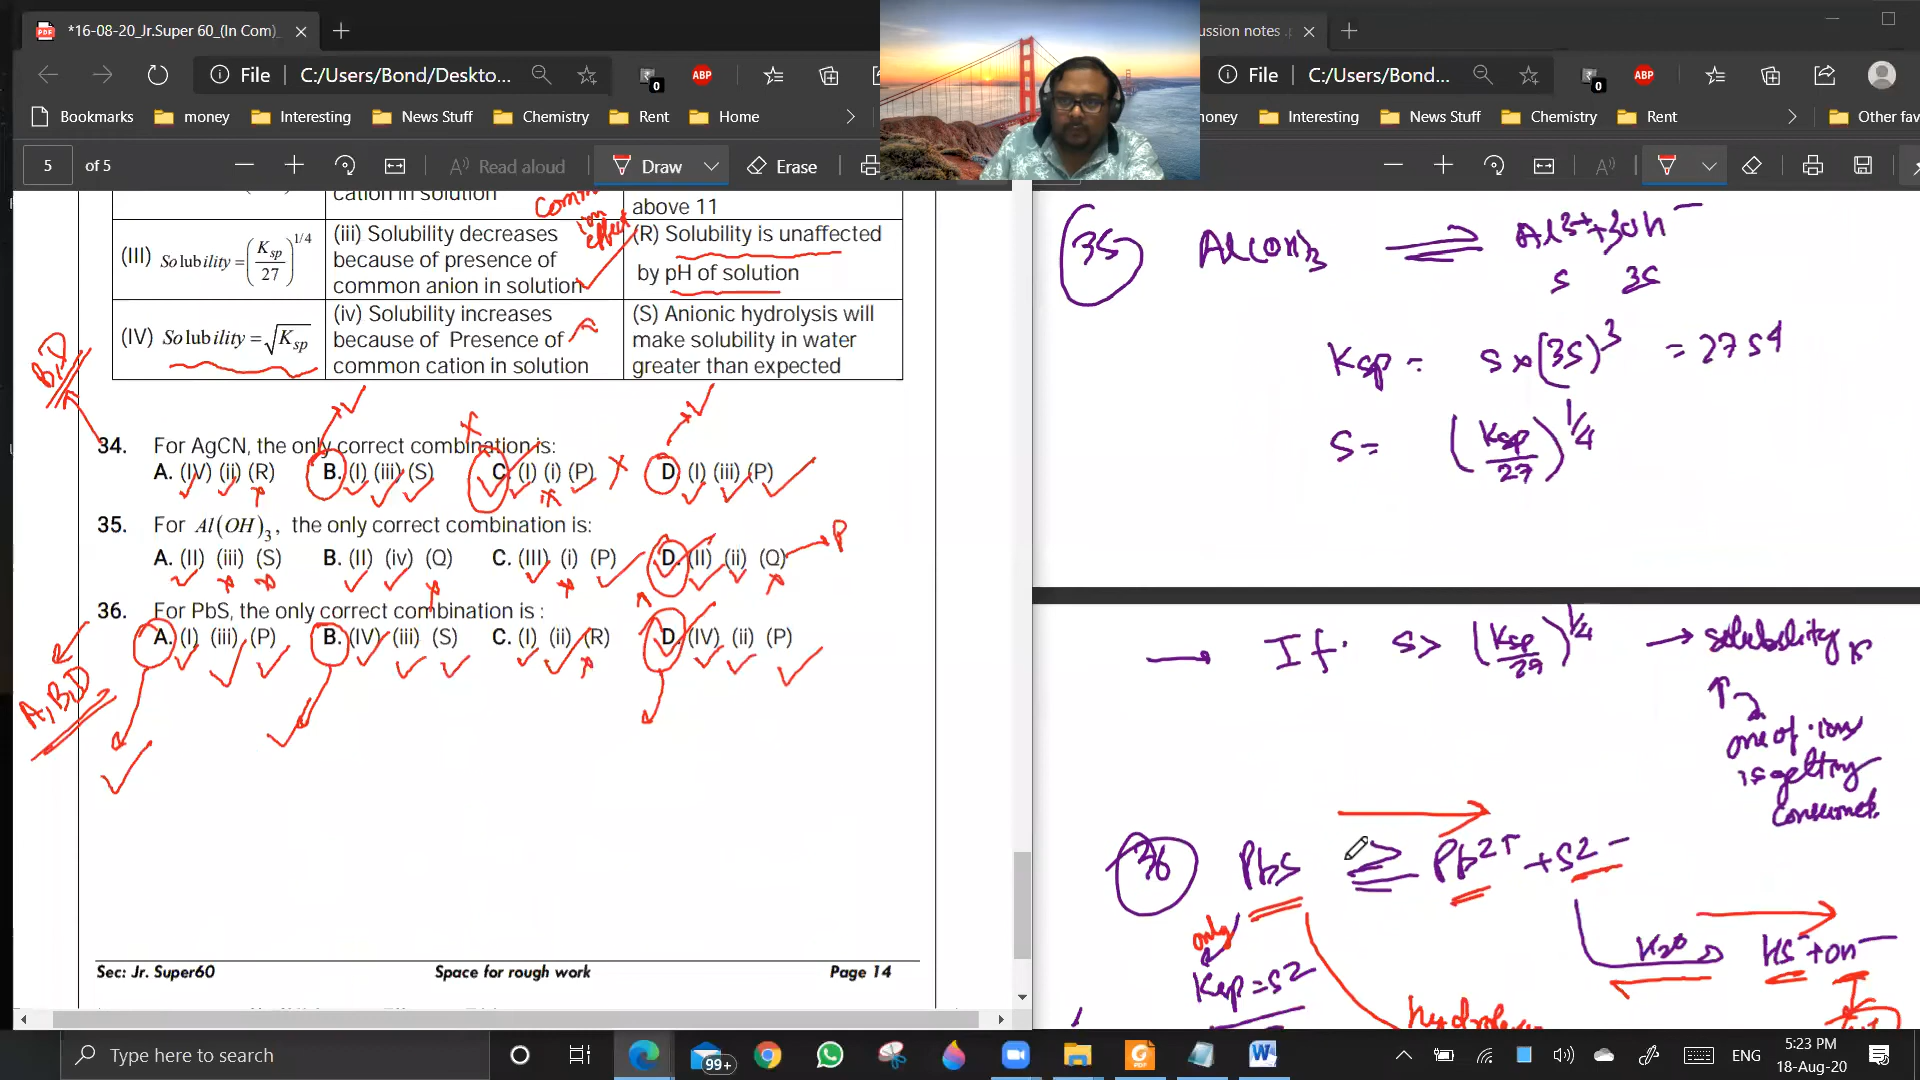 *16-08-20_Jr.Super 60_(In Com)
ussion notes .p
File
C:/Users/Bond/Deskto...
0
ABP
File
C:/Users/Bond...
0
ABP
Bookmarks
money
Interesting
News Stuff
Chemistry
Rent
Home
money
Interesting
News Stuff
Chemistry
Rent
Other fav
5
of 5
Read aloud
Draw
Erase
cation in solution
above 11
ion
effect
(III) Solubility = (Ksp/27)^1/4
(iii) Solubility decreases
because of presence of
common anion in solution
(R) Solubility is unaffected
by pH of solution
(IV) Solubility = √Ksp
(iv) Solubility increases
because of Presence of
common cation in solution
(S) Anionic hydrolysis will
make solubility in water
greater than expected
B,D
34. For AgCN, the only correct combination is:
A. (IV) (ii) (R) B. (I) (iii) (S) C. (I) (i) (P) D. (I) (iii) (P)
35. For Al(OH)3, the only correct combination is:
A. (II) (iii) (S) B. (II) (iv) (Q) C. (III) (i) (P) D. (II) (ii) (Q)
P
36. For PbS, the only correct combination is :
A. (I) (iii) (P) B. (IV) (iii) (S) C. (I) (ii) (R) D. (IV) (ii) (P)
A,B,D
Sec: Jr. Super60
Space for rough work
Page 14
35 Al(OH)3 ⇌ Al3+ + 3OH−
s 3s
Ksp = s×(3s)^3 = 27s4
S = (Ksp/27)^1/4
→ If s > (Ksp/27)^1/4 → solubility is
↑
one of ions
is getting
consumed.
36 PbS ⇌ Pb2+ + S2−
only
H2O
HS− + OH−
Ksp = s2
Type here to search
99+
ENG
5:23 PM
18-Aug-20